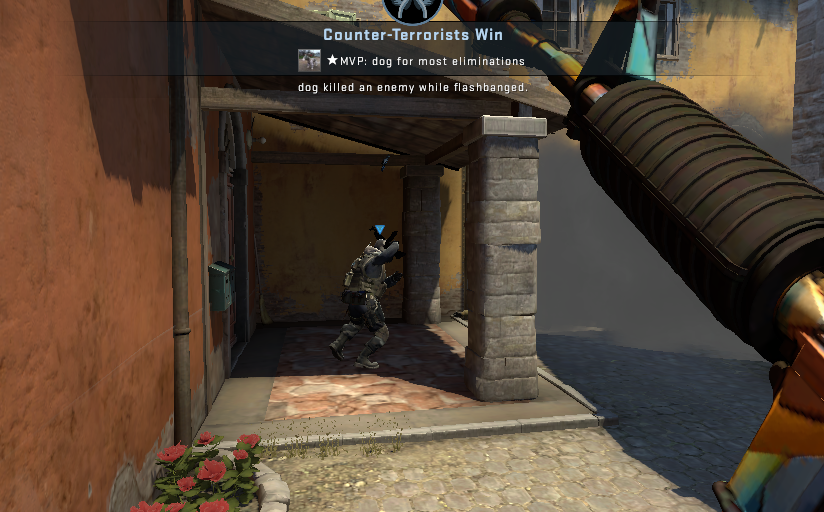 Counter-Terrorists Win
★MVP: dog for most eliminations
dog killed an enemy while flashbanged.